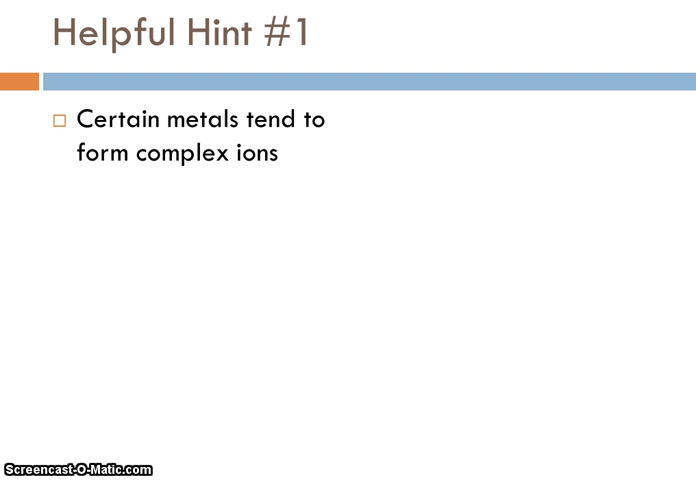 Helpful Hint #1
Certain metals tend to
form complex ions
Screencast-O-Matic.com